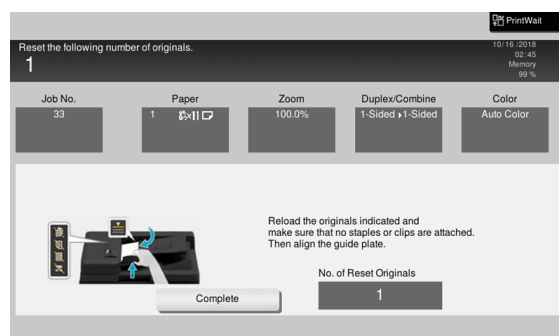 PrintWait
Reset the following number of originals.
1
10/16 /2018
02:45
Memory
99 %
Job No.
33
Paper
1 8½x11
Zoom
100.0%
Duplex/Combine
1-Sided ▸1-Sided
Color
Auto Color
Reload the originals indicated and
make sure that no staples or clips are attached.
Then align the guide plate.
No. of Reset Originals
1
Complete